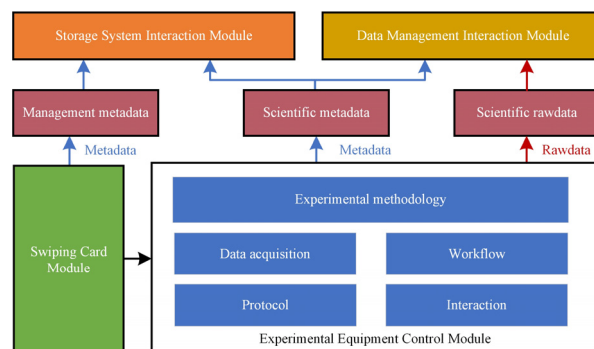 Storage System Interaction Module
Data Management Interaction Module
Management metadata
Scientific metadata
Scientific rawdata
Metadata
Metadata
Rawdata
Swiping Card
Module
Experimental methodology
Data acquisition
Workflow
Protocol
Interaction
Experimental Equipment Control Module